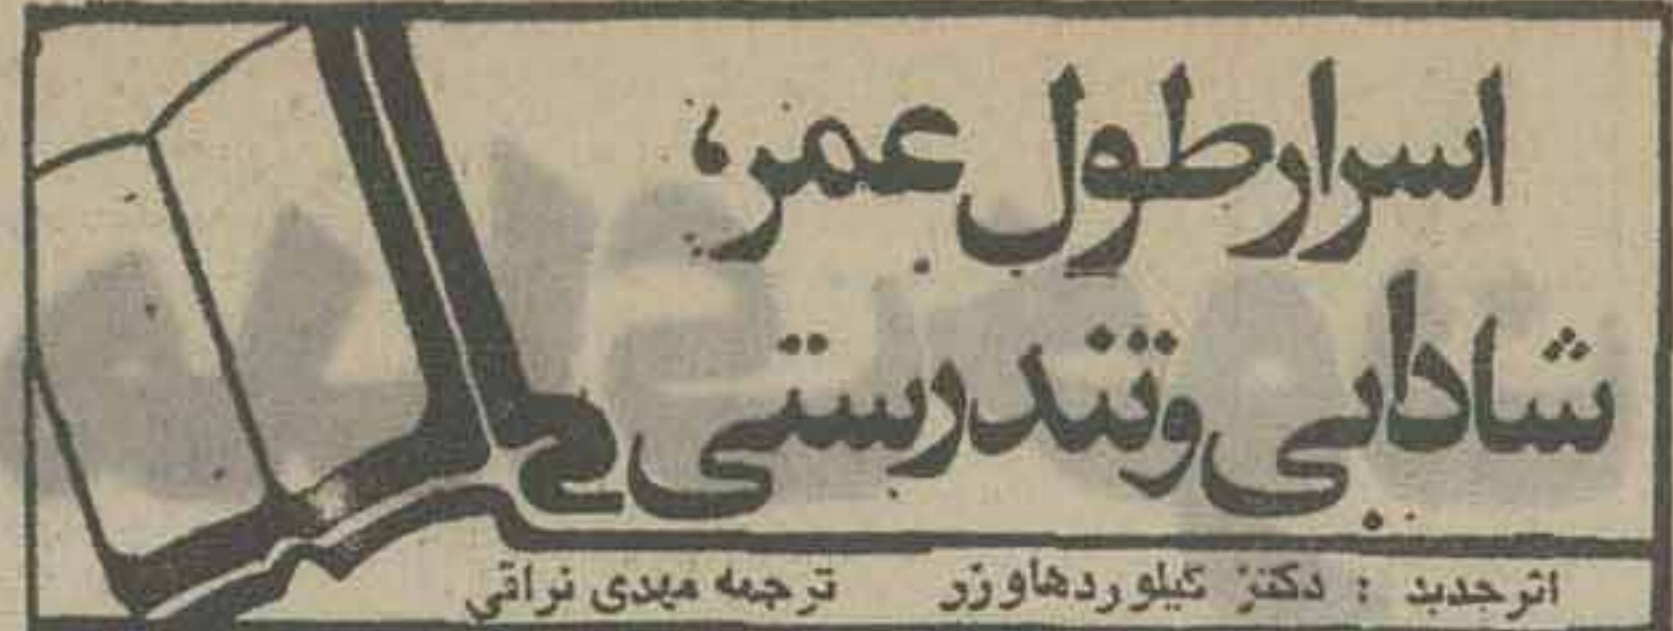 اسرار طول عمر،
شادابی و تندرستی
اثر جدید : دکتر گیلورد هاوزر ترجمه مهدی نراقی